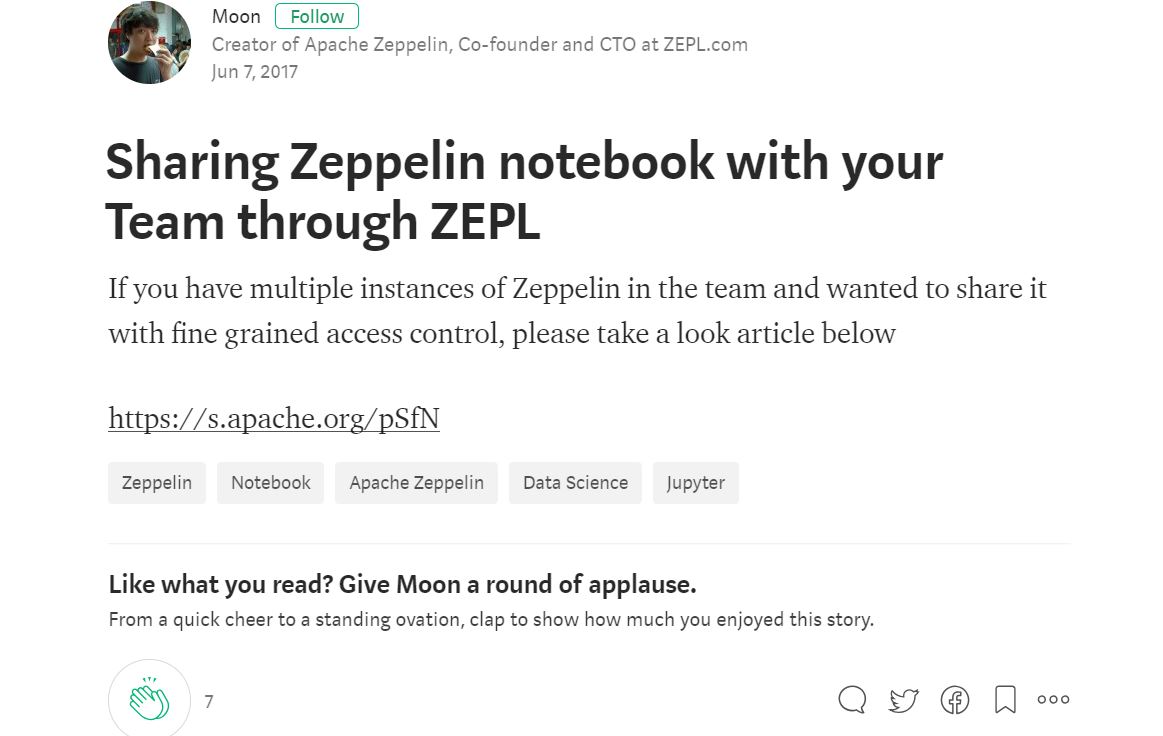 Moon Follow
Creator of Apache Zeppelin, Co-founder and CTO at ZEPL.com
Jun 7, 2017
Sharing Zeppelin notebook with your
Team through ZEPL
If you have multiple instances of Zeppelin in the team and wanted to share it
with fine grained access control, please take a look article below
https://s.apache.org/pSfN
Zeppelin Notebook Apache Zeppelin Data Science Jupyter
Like what you read? Give Moon a round of applause.
From a quick cheer to a standing ovation, clap to show how much you enjoyed this story.
7